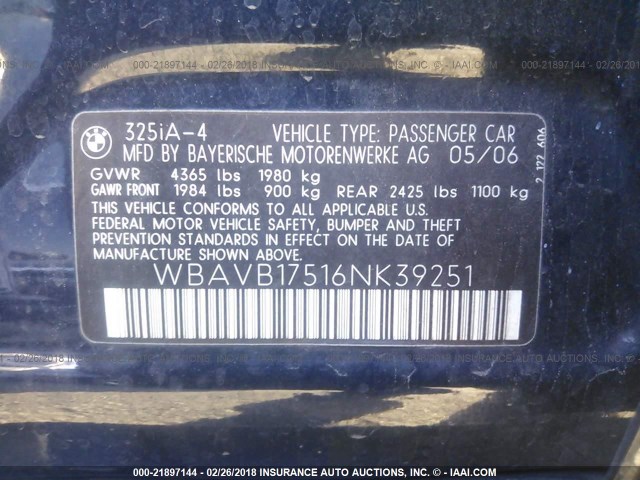 000-21897144 - 02/26/2018 INSURANCE AUTO AUCTIONS, INC. - © - IAAI.COM
BMW
325iA-4 VEHICLE TYPE: PASSENGER CAR
MFD BY BAYERISCHE MOTORENWERKE AG 05/06
GVWR 4365 lbs 1980 kg
GAWR FRONT 1984 lbs 900 kg REAR 2425 lbs 1100 kg
THIS VEHICLE CONFORMS TO ALL APPLICABLE U.S.
FEDERAL MOTOR VEHICLE SAFETY, BUMPER AND THEFT
PREVENTION STANDARDS IN EFFECT ON THE DATE OF
MANUFACTURE SHOWN ABOVE.
WBAVB17516NK39251
2 122 606
000-21897144 - 02/26/2018 INSURANCE AUTO AUCTIONS, INC. - © - IAAI.COM